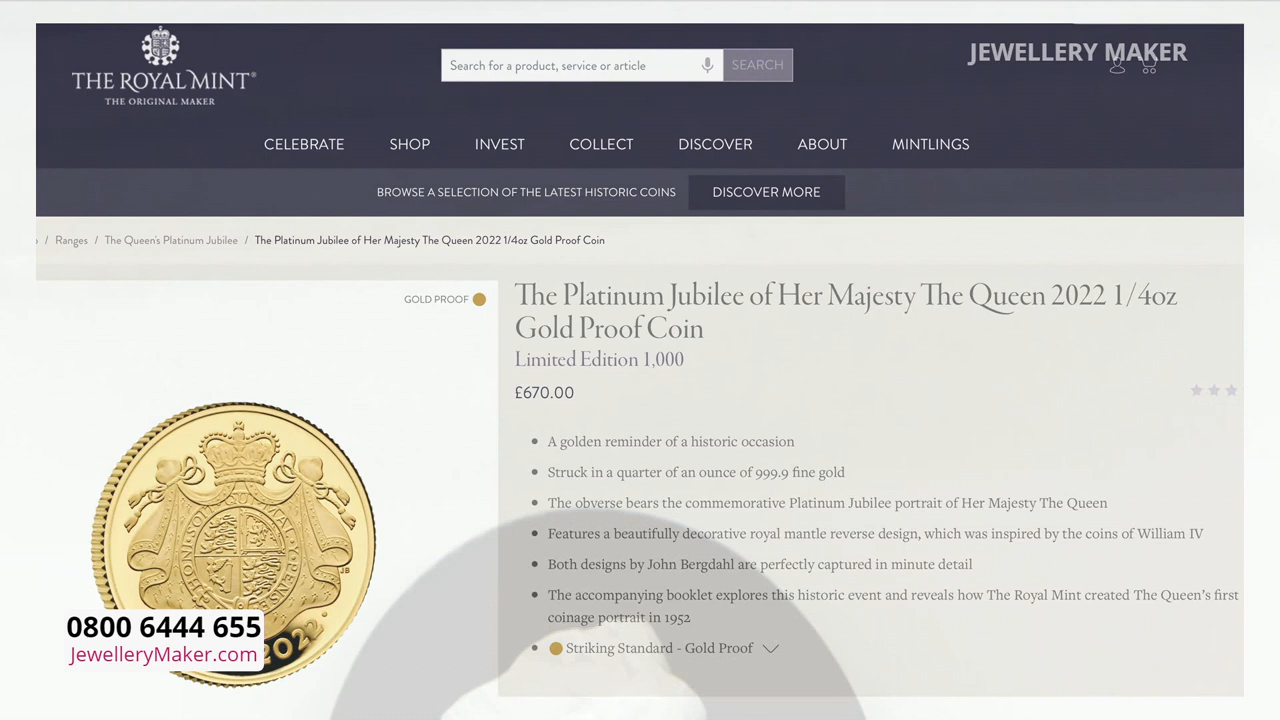 THE ROYAL MINT®
THE ORIGINAL MAKER
Search for a product, service or article
SEARCH
JEWELLERY MAKER
CELEBRATE SHOP INVEST COLLECT DISCOVER ABOUT MINTLINGS
BROWSE A SELECTION OF THE LATEST HISTORIC COINS DISCOVER MORE
/ Ranges / The Queen's Platinum Jubilee / The Platinum Jubilee of Her Majesty The Queen 2022 1/4oz Gold Proof Coin
GOLD PROOF
The Platinum Jubilee of Her Majesty The Queen 2022 1/4oz
Gold Proof Coin
Limited Edition 1,000
£670.00
• A golden reminder of a historic occasion
• Struck in a quarter of an ounce of 999.9 fine gold
• The obverse bears the commemorative Platinum Jubilee portrait of Her Majesty The Queen
• Features a beautifully decorative royal mantle reverse design, which was inspired by the coins of William IV
• Both designs by John Bergdahl are perfectly captured in minute detail
• The accompanying booklet explores this historic event and reveals how The Royal Mint created The Queen's first
coinage portrait in 1952
• Striking Standard - Gold Proof
JB
2022
0800 6444 655
JewelleryMaker.com